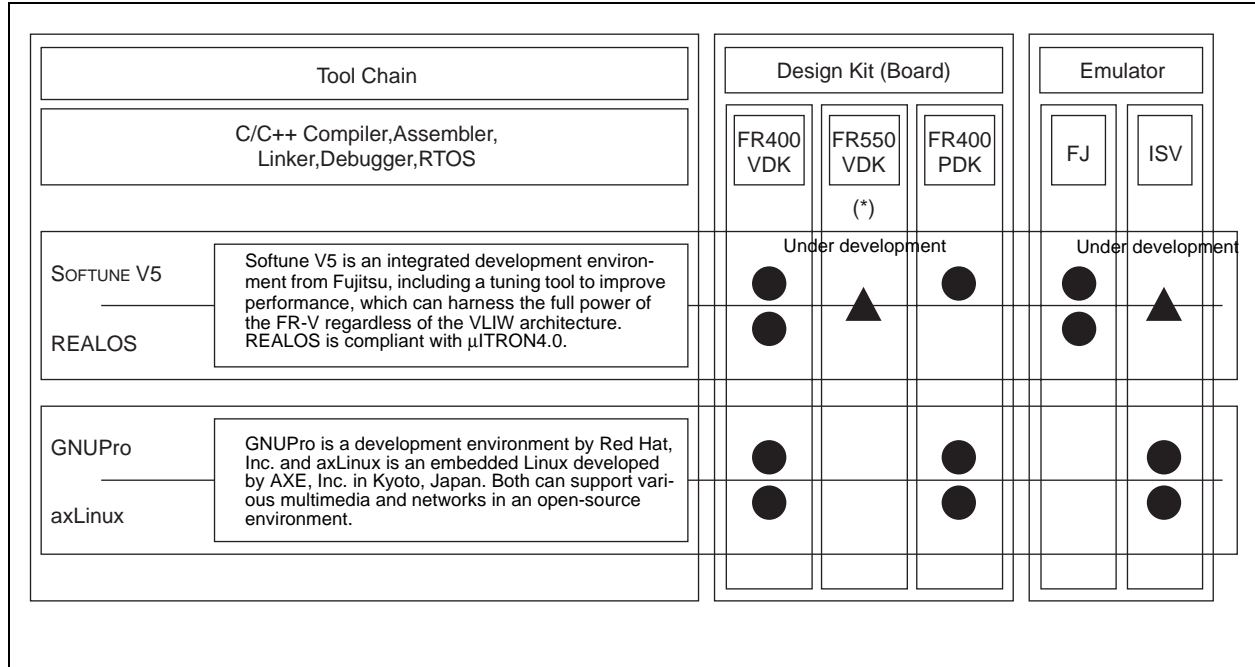 Tool Chain
C/C++ Compiler,Assembler,
Linker,Debugger,RTOS
Design Kit (Board)
FR400
VDK
FR550
VDK
(*)
FR400
PDK
Emulator
FJ
ISV
Under development
Under development
SOFTUNE V5
REALOS
Softune V5 is an integrated development environ-
ment from Fujitsu, including a tuning tool to improve
performance, which can harness the full power of
the FR-V regardless of the VLIW architecture.
REALOS is compliant with µITRON4.0.
GNUPro
axLinux
GNUPro is a development environment by Red Hat,
Inc. and axLinux is an embedded Linux developed
by AXE, Inc. in Kyoto, Japan. Both can support vari-
ous multimedia and networks in an open-source
environment.